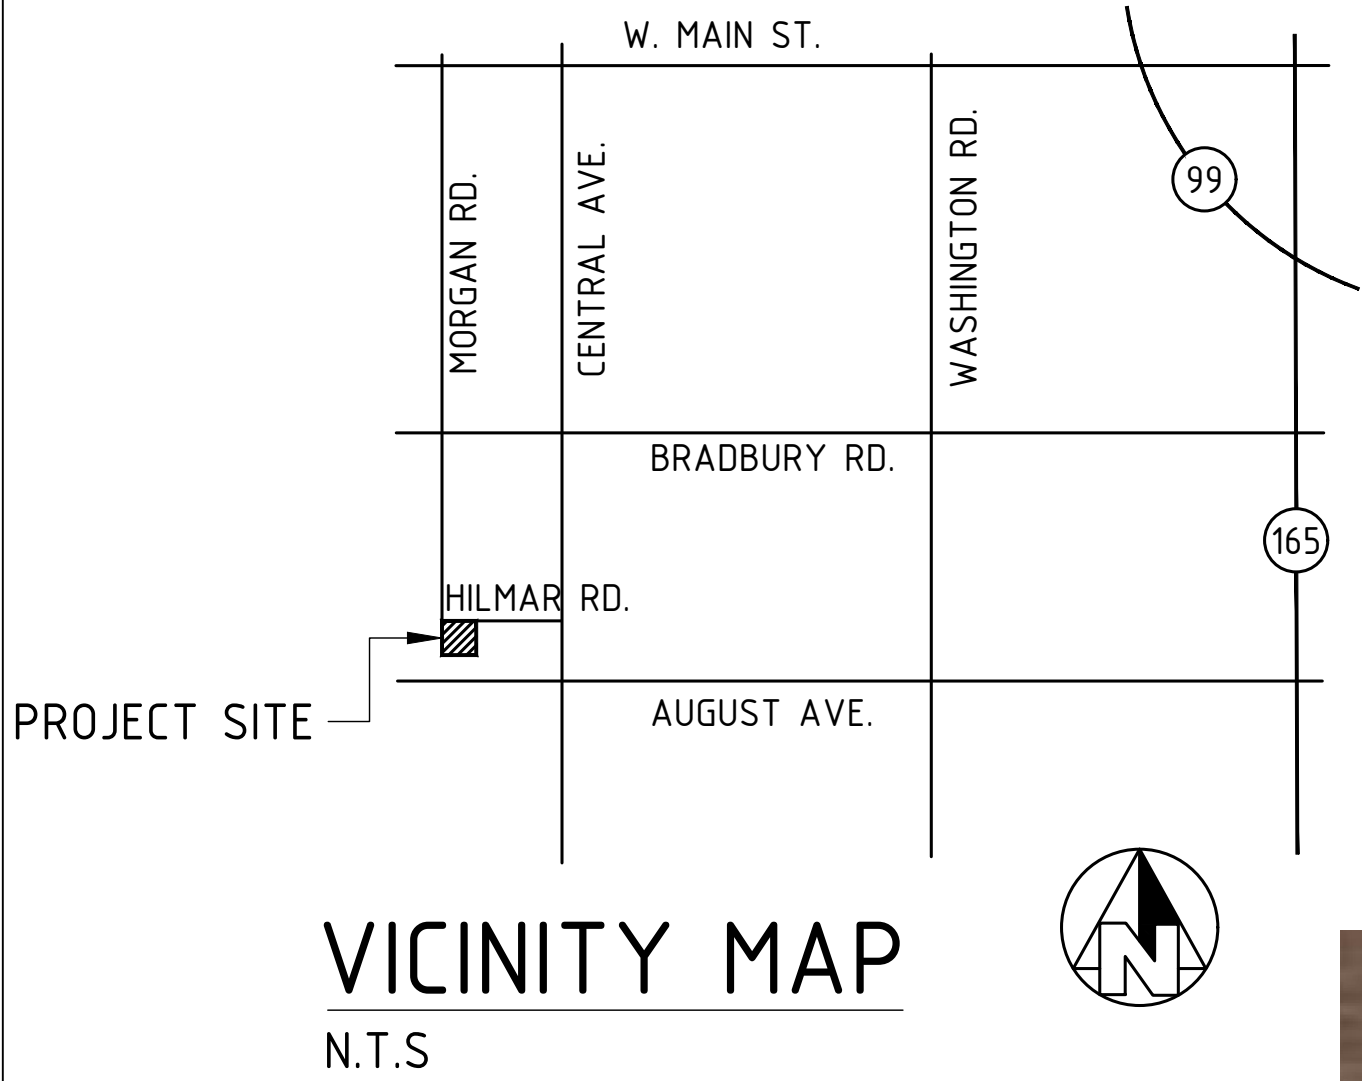 W. MAIN ST.
MORGAN RD.
CENTRAL AVE.
WASHINGTON RD.
99
BRADBURY RD.
165
HILMAR RD.
PROJECT SITE
AUGUST AVE.
N
VICINITY MAP
N.T.S